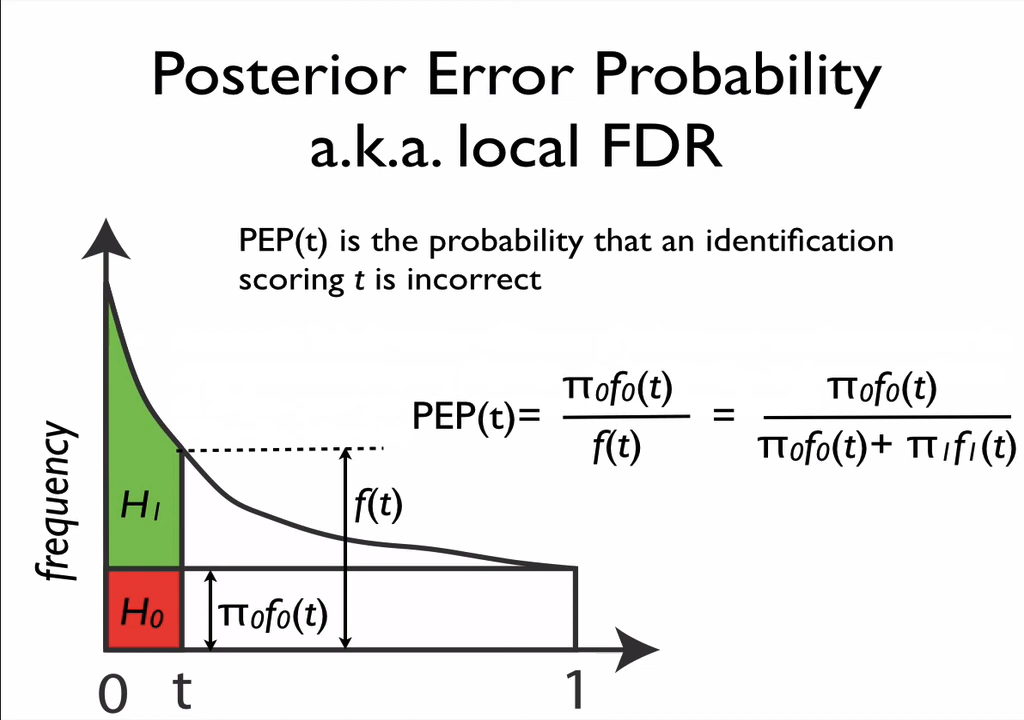 Posterior Error Probability
a.k.a. local FDR
PEP(t) is the probability that an identification
scoring t is incorrect
PEP(t)= π0f0(t) / f(t) = π0f0(t) / π0f0(t)+ π1f1(t)
frequency
H1
f(t)
H0
π0f0(t)
0 t 1